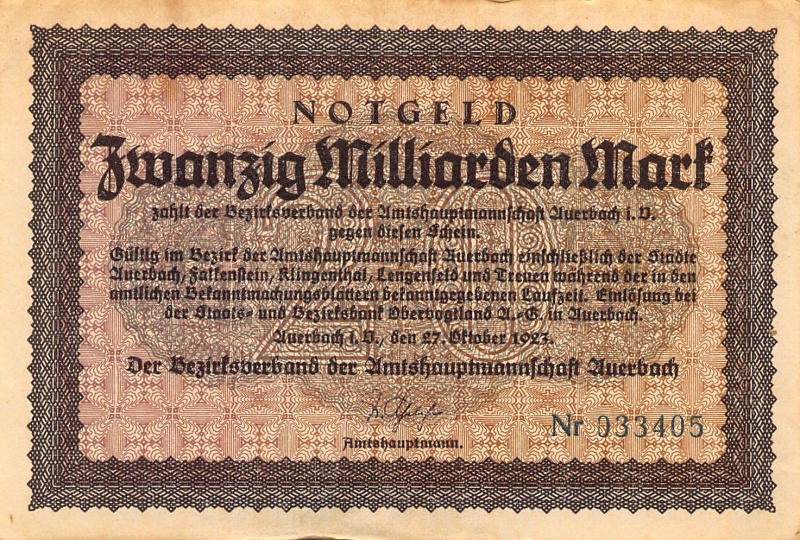 NOTGELD
Zwanzig Milliarden Mark
zahlt der Bezirksverband der Amtshauptmannschaft Auerbach i. V.
gegen diesen Schein.
Gültig im Bezirk der Amtshauptmannschaft Auerbach einschließlich der Städte
Auerbach, Falkenstein, Klingenthal, Lengenfeld und Treuen während der in den
amtlichen Bekanntmachungsblättern bekanntgegebenen Laufzeit. Einlösung bei
der Staats- und Bezirksbank Obervogtland A.-G. in Auerbach.
Auerbach i. V., den 27. Oktober 1923.
Der Bezirksverband der Amtshauptmannschaft Auerbach
Amtshauptmann.
Nr 033405
20